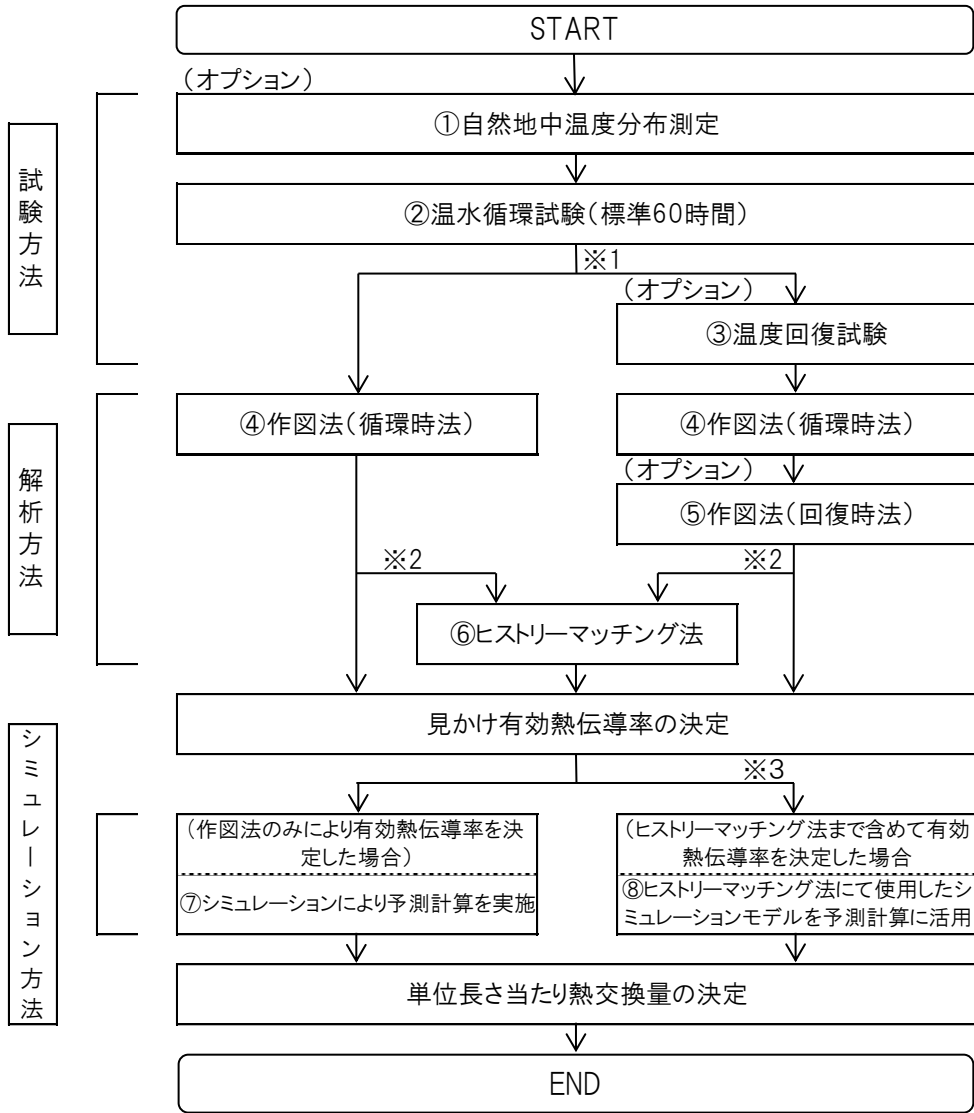 START
(オプション)
①自然地中温度分布測定
②温水循環試験(標準60時間)
※1
(オプション)
③温度回復試験
試験方法
④作図法(循環時法)
④作図法(循環時法)
(オプション)
⑤作図法(回復時法)
※2
※2
⑥ヒストリーマッチング法
解析方法
見かけ有効熱伝導率の決定
※3
(作図法のみにより有効熱伝導率を決
定した場合)
⑦シミュレーションにより予測計算を実施
(ヒストリーマッチング法まで含めて有効
熱伝導率を決定した場合
⑧ヒストリーマッチング法にて使用したシ
ミュレーションモデルを予測計算に活用
シミュレーション方法
単位長さ当たり熱交換量の決定
END